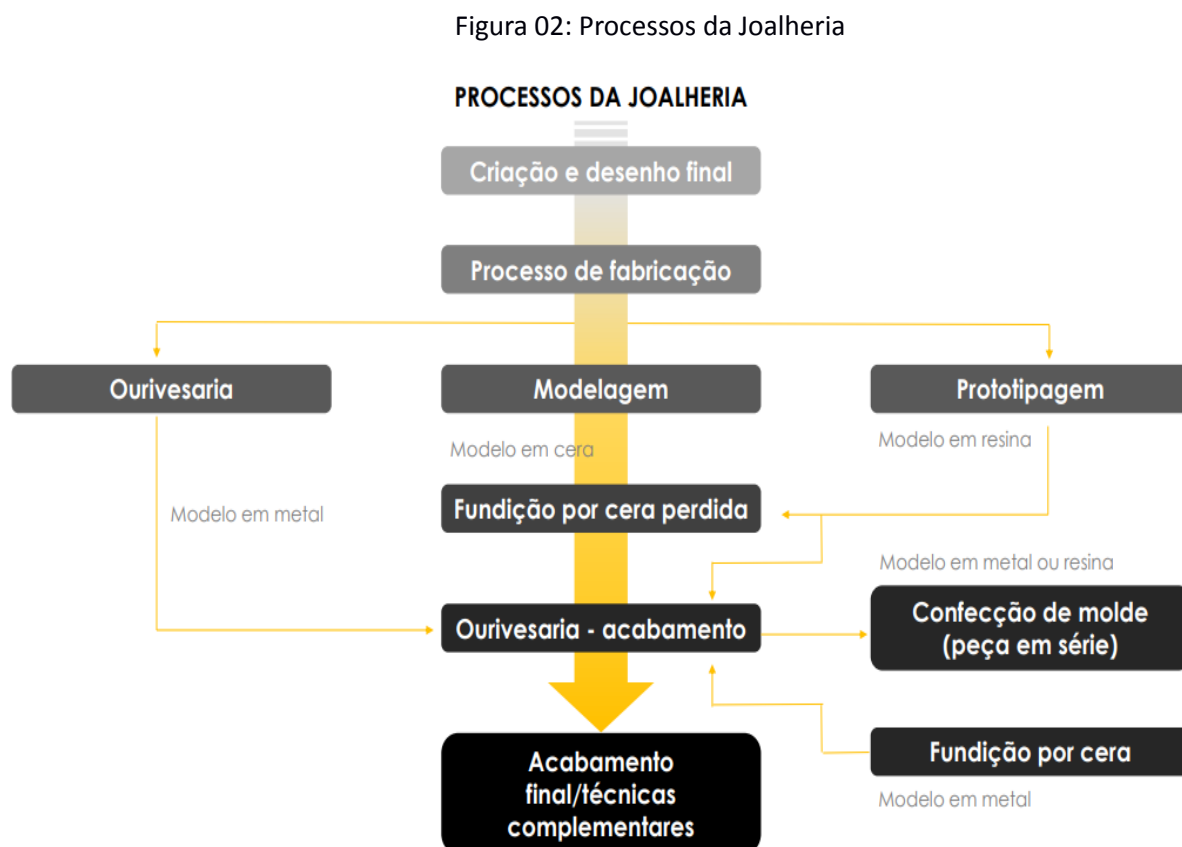 Figura 02: Processos da Joalheria
PROCESSOS DA JOALHERIA
Criação e desenho final
Processo de fabricação
Ourivesaria
Modelagem
Prototipagem
Modelo em cera
Modelo em resina
Modelo em metal
Fundição por cera perdida
Modelo em metal ou resina
Ourivesaria - acabamento
Confecção de molde
(peça em série)
Fundição por cera
Modelo em metal
Acabamento
final/técnicas
complementares